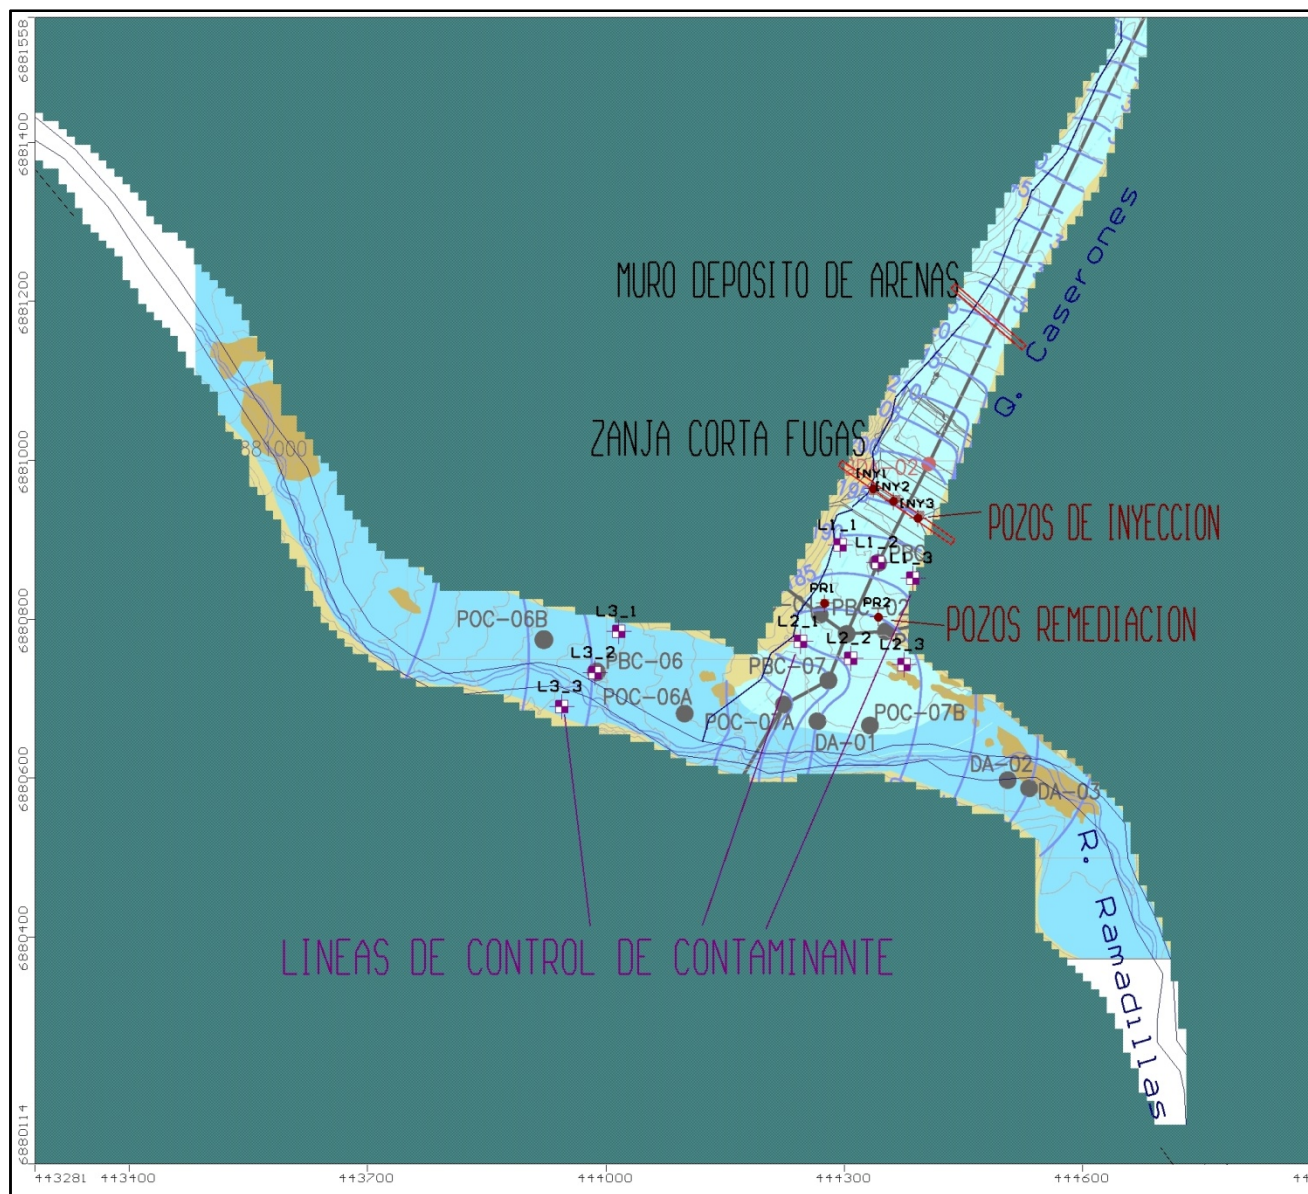 6881558
6881400
6881200
6881000
6880800
6880600
6880400
6880114
443281
443400
443700
444000
444300
444600
MURO DEPOSITO DE ARENAS
Q. Caserones
ZANJA CORTA FUGAS
881000
INY1
INY2
INY3
POZOS DE INYECCION
L1_1
L1_2
L1_3
185
PR1
PBC-02
PR2
POZOS REMEDIACION
L2_1
L2_2
L2_3
POC-06B
L3_1
L3_2
PBC-06
L3_3
POC-06A
PBC-07
POC-07A
POC-07B
DA-01
DA-02
DA-03
R. Ramadillas
LINEAS DE CONTROL DE CONTAMINANTE